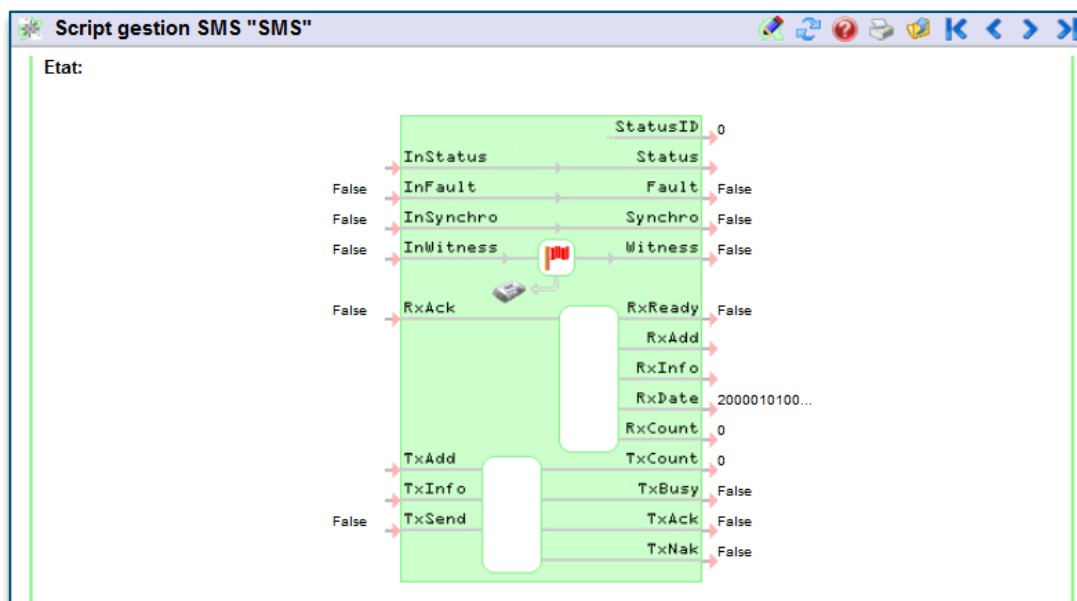 Script gestion SMS "SMS"
Etat:
StatusID 0
InStatus Status
False InFault Fault False
False InSynchro Synchro False
False InWitness Witness False
False RxAck RxReady False
RxAdd
RxInfo
RxDate 2000010100...
RxCount 0
TxAdd TxCount 0
TxInfo TxBusy False
False TxSend TxAck False
TxNak False